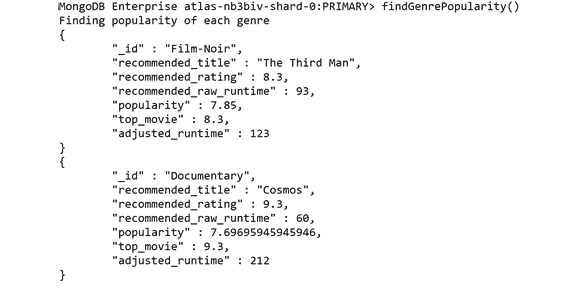 MongoDB Enterprise atlas-nb3biv-shard-0:PRIMARY> findGenrePopularity()
Finding popularity of each genre
{
        "_id" : "Film-Noir",
        "recommended_title" : "The Third Man",
        "recommended_rating" : 8.3,
        "recommended_raw_runtime" : 93,
        "popularity" : 7.85,
        "top_movie" : 8.3,
        "adjusted_runtime" : 123
}
{
        "_id" : "Documentary",
        "recommended_title" : "Cosmos",
        "recommended_rating" : 9.3,
        "recommended_raw_runtime" : 60,
        "popularity" : 7.69695945945946,
        "top_movie" : 9.3,
        "adjusted_runtime" : 212
}